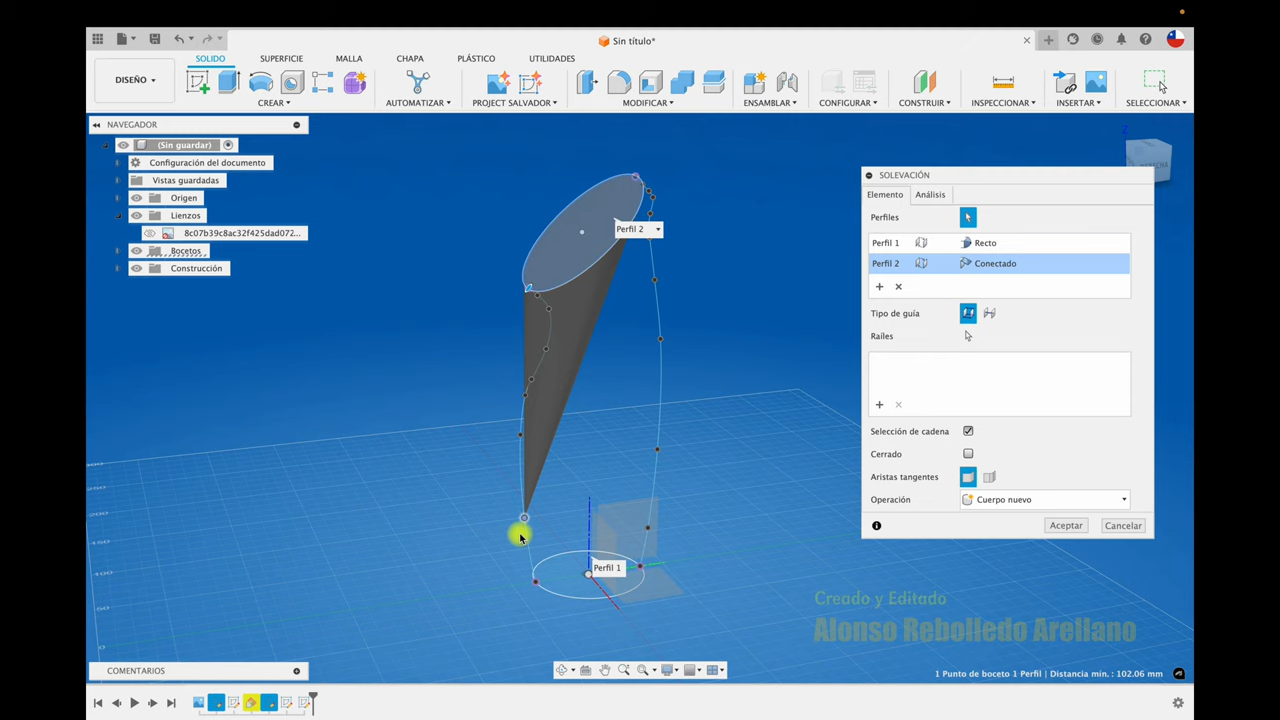 Sin título*
DISEÑO
SOLIDO
SUPERFICIE
MALLA
CHAPA
PLÁSTICO
UTILIDADES
CREAR
AUTOMATIZAR
PROJECT SALVADOR
MODIFICAR
ENSAMBLAR
CONFIGURAR
CONSTRUIR
INSPECCIONAR
INSERTAR
SELECCIONAR
NAVEGADOR
(Sin guardar)
Configuración del documento
Vistas guardadas
Origen
Lienzos
8c07b39c8ac32f425dad072...
Bocetos
Construcción
Z
Perfil 2
Perfil 1
SOLEVACIÓN
Elemento
Análisis
Perfiles
Perfil 1
Recto
Perfil 2
Conectado
Tipo de guía
Raíles
Selección de cadena
Cerrado
Aristas tangentes
Operación
Cuerpo nuevo
Aceptar
Cancelar
Creado y Editado
Alonso Rebolledo Arellano
COMENTARIOS
1 Punto de boceto 1 Perfil | Distancia mín. : 102.06 mm